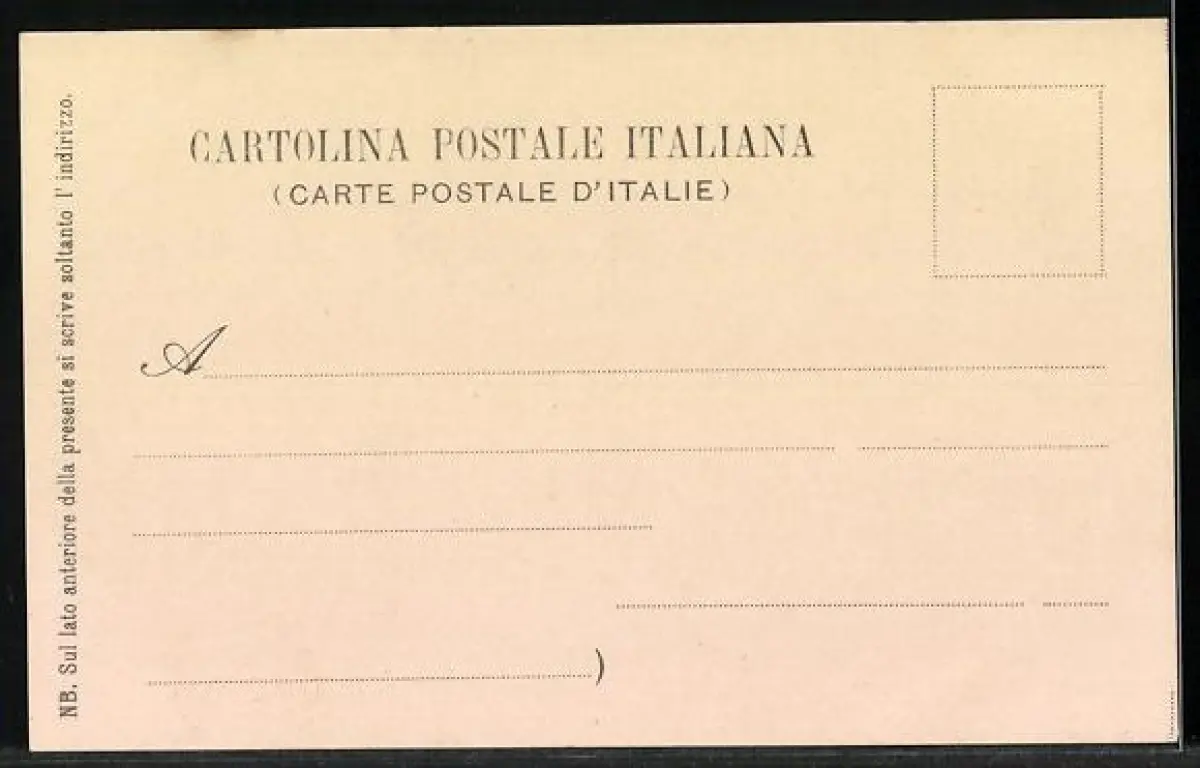 CARTOLINA POSTALE ITALIANA
(CARTE POSTALE D'ITALIE)
A
)
NB. Sul lato anteriore della presente si scrive soltanto l' indirizzo.